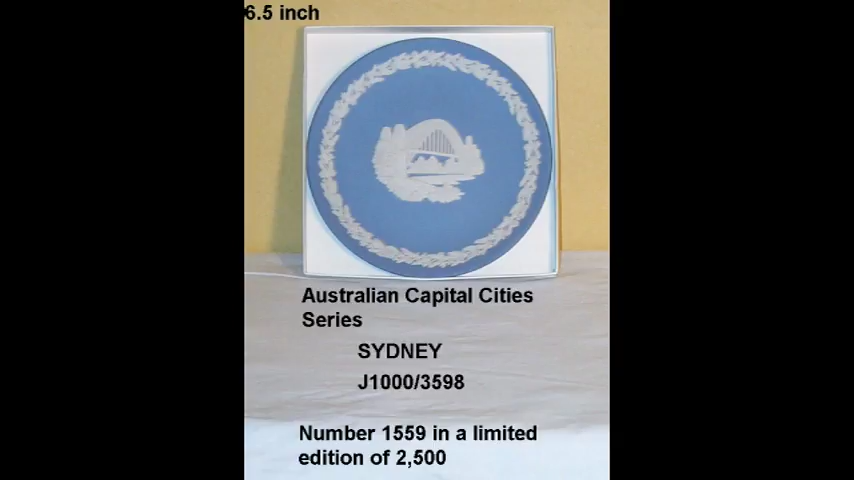 6.5 inch
Australian Capital Cities
Series
SYDNEY
J1000/3598
Number 1559 in a limited
edition of 2,500